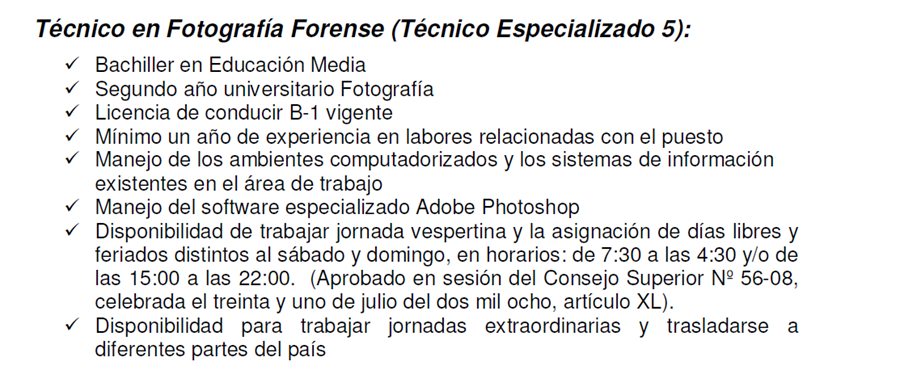 Técnico en Fotografía Forense (Técnico Especializado 5):
✓ Bachiller en Educación Media
✓ Segundo año universitario Fotografía
✓ Licencia de conducir B-1 vigente
✓ Mínimo un año de experiencia en labores relacionadas con el puesto
✓ Manejo de los ambientes computadorizados y los sistemas de información
existentes en el área de trabajo
✓ Manejo del software especializado Adobe Photoshop
✓ Disponibilidad de trabajar jornada vespertina y la asignación de días libres y
feriados distintos al sábado y domingo, en horarios: de 7:30 a las 4:30 y/o de
las 15:00 a las 22:00. (Aprobado en sesión del Consejo Superior Nº 56-08,
celebrada el treinta y uno de julio del dos mil ocho, artículo XL).
✓ Disponibilidad para trabajar jornadas extraordinarias y trasladarse a
diferentes partes del país